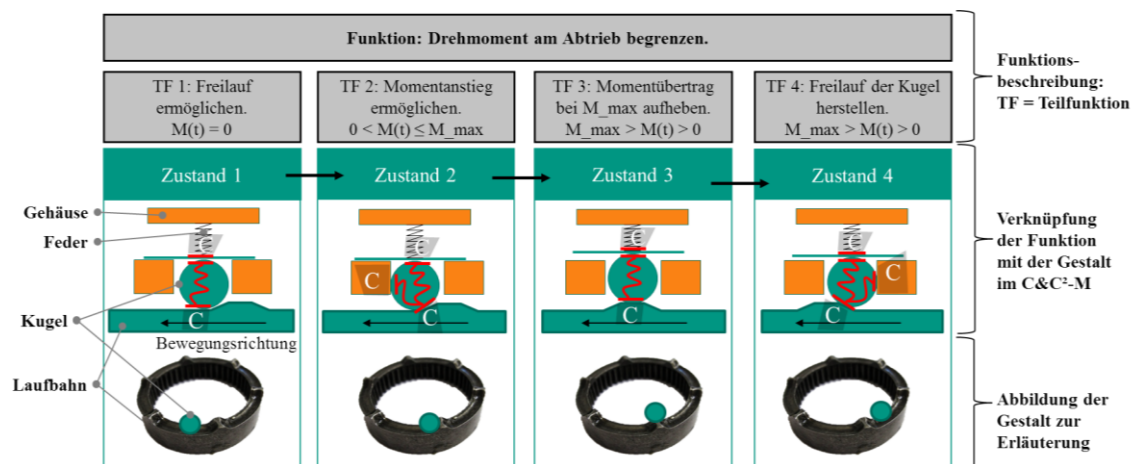 Funktion: Drehmoment am Abtrieb begrenzen.
TF 1: Freilauf
ermöglichen.
M(t) = 0
TF 2: Momentanstieg
ermöglichen.
0 < M(t) ≤ M_max
TF 3: Momentübertrag
bei M_max aufheben.
M_max > M(t) > 0
TF 4: Freilauf der Kugel
herstellen.
M_max > M(t) > 0
Funktions-
beschreibung:
TF = Teilfunktion
Zustand 1
Zustand 2
Zustand 3
Zustand 4
Gehäuse
Feder
Kugel
Laufbahn
C
C
Bewegungsrichtung
C
C
C
C
C
C
C
C
Verknüpfung
der Funktion
mit der Gestalt
im C&C²-M
Abbildung der
Gestalt zur
Erläuterung